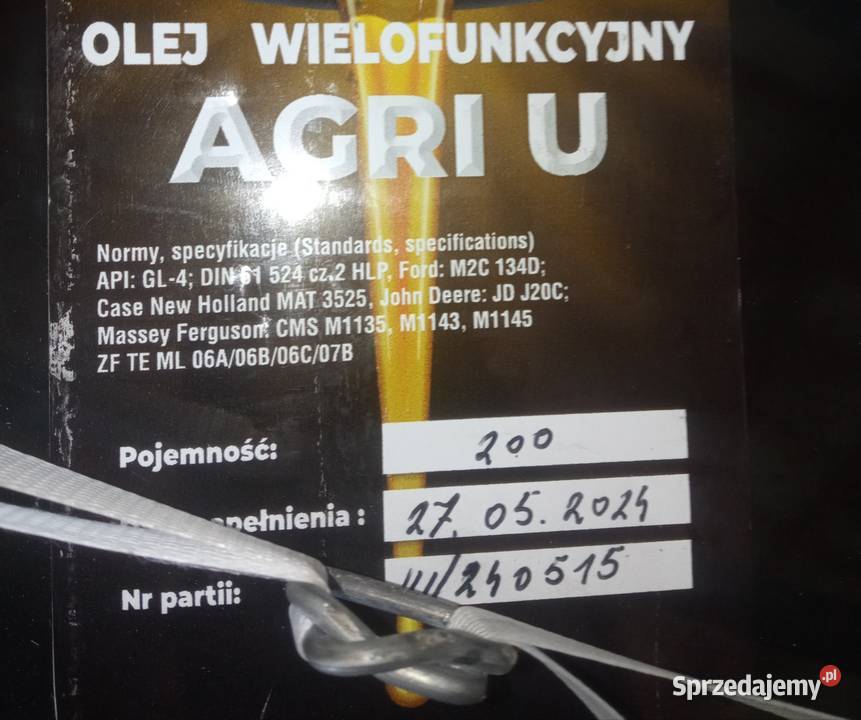 OLEJ WIELOFUNKCYJNY
AGRI U
Normy, specyfikacje (Standards, specifications)
API: GL-4; DIN 51 524 cz.2 HLP, Ford: M2C 134D;
Case New Holland MAT 3525, John Deere: JD J20C;
Massey Ferguson: CMS M1135, M1143, M1145
ZF TE ML 06A/06B/06C/07B
Pojemność: 200
27.05.2024
Nr partii: III/240515
Sprzedajemy.pl